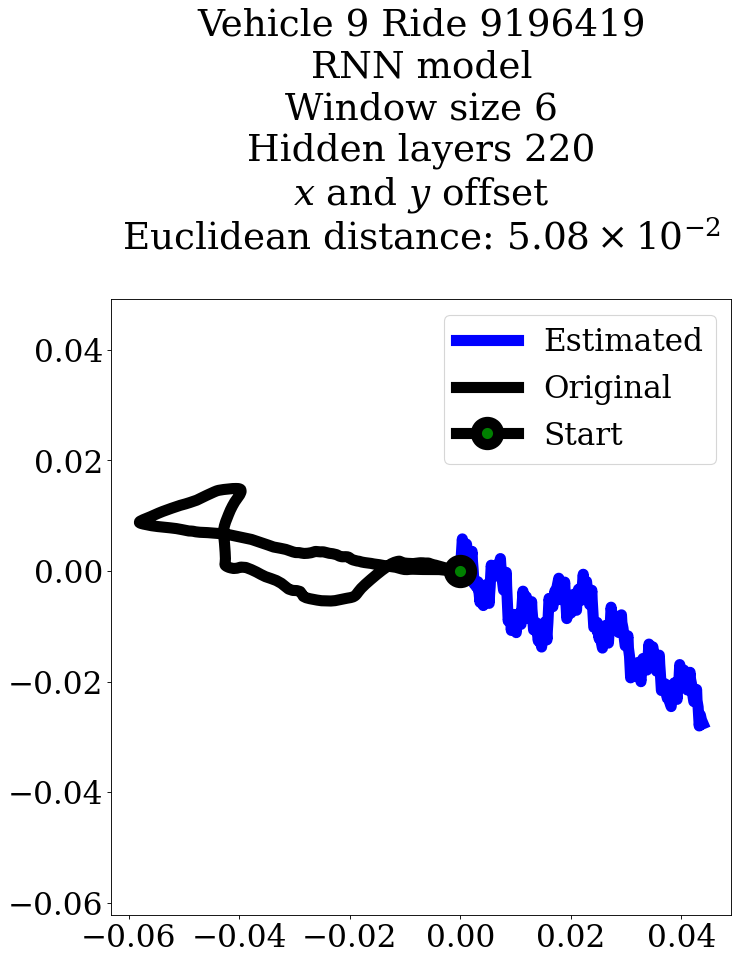 Vehicle 9 Ride 9196419
RNN model
Window size 6
Hidden layers 220
x and y offset
Euclidean distance: 5.08 × 10⁻²
Estimated
Original
Start
0.04
0.02
0.00
−0.02
−0.04
−0.06
−0.06 −0.04 −0.02 0.00 0.02 0.04